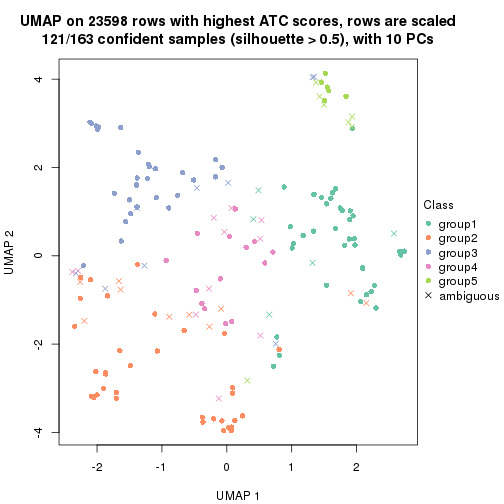 UMAP on 23598 rows with highest ATC scores, rows are scaled
121/163 confident samples (silhouette > 0.5), with 10 PCs
4
2
0
-2
-4
UMAP 2
-2
-1
0
1
2
UMAP 1
Class
group1
group2
group3
group4
group5
ambiguous